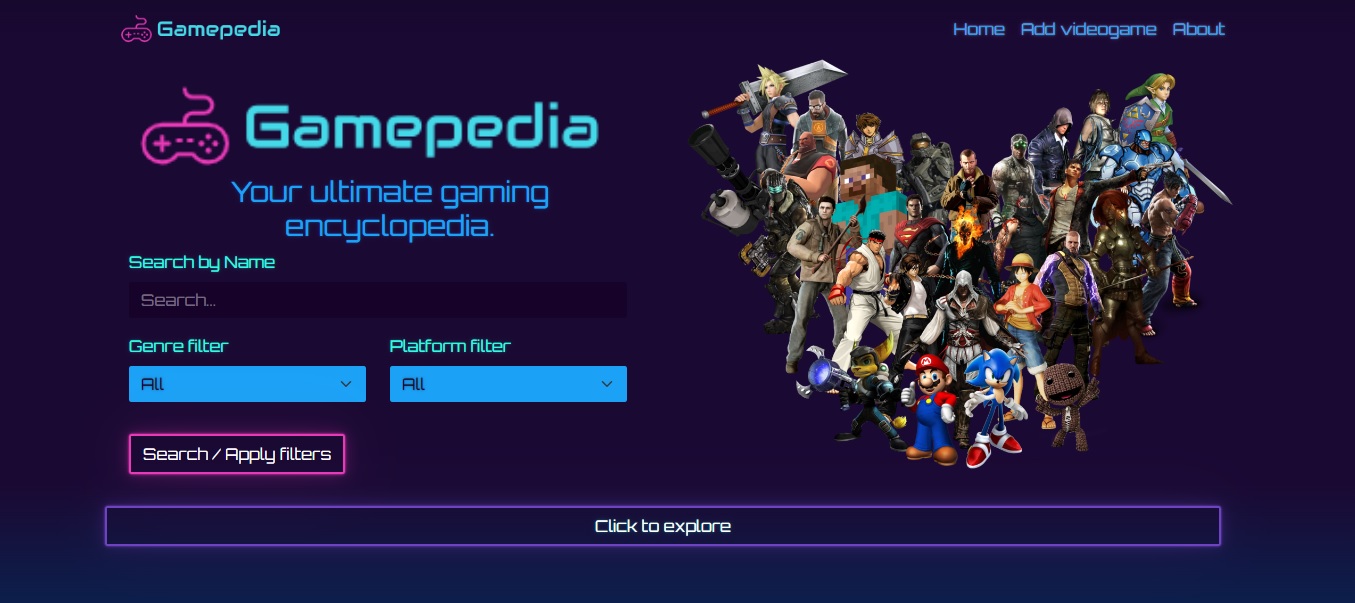 Gamepedia
Home Add videogame About
Gamepedia
Your ultimate gaming
encyclopedia.
Search by Name
Search...
Genre filter Platform filter
All All
Search / Apply filters
Click to explore